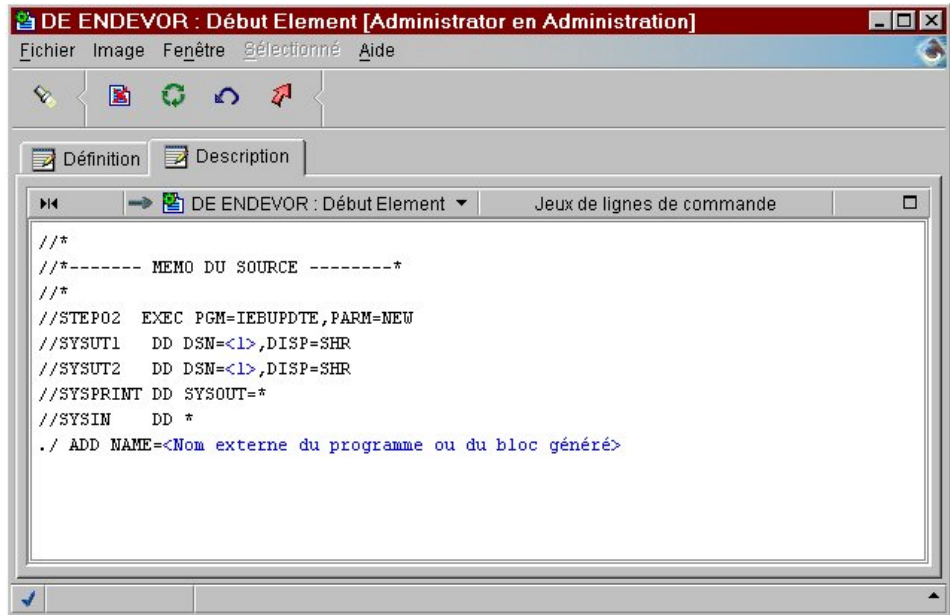 DE ENDEVOR : Début Element [Administrator en Administration]
Fichier Image Fenêtre Sélectionné Aide
Définition Description
DE ENDEVOR : Début Element Jeux de lignes de commande
//*
//*------- MEMO DU SOURCE --------*
//*
//STEP02  EXEC PGM=IEBUPDTE,PARM=NEW
//SYSUT1   DD DSN=<1>,DISP=SHR
//SYSUT2   DD DSN=<1>,DISP=SHR
//SYSPRINT DD SYSOUT=*
//SYSIN    DD *
./ ADD NAME=<Nom externe du programme ou du bloc généré>